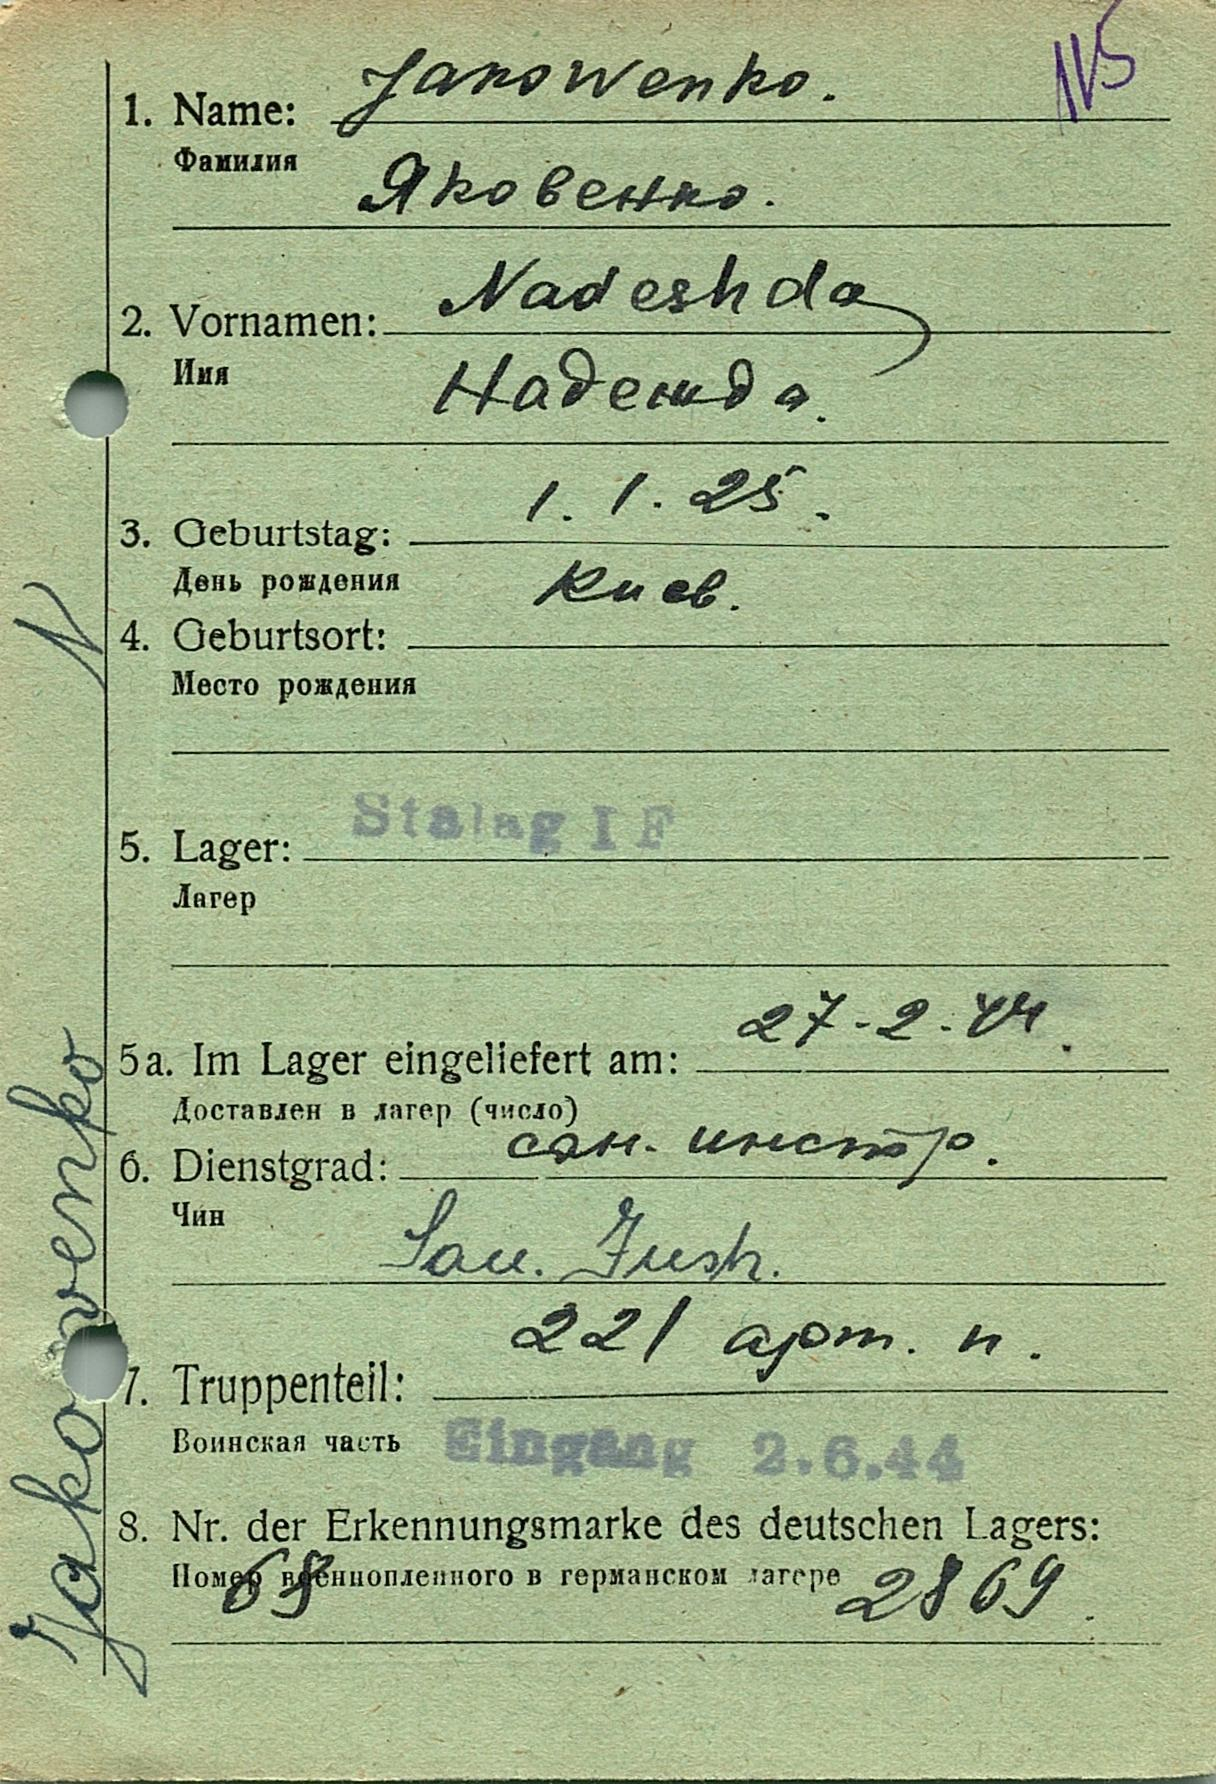 115
1. Name: Jakowenko.
Фамилия
Яковенко.
2. Vornamen: Nadeshda
Имя
Надежда.
3. Geburtstag: 1. 1. 25.
День рождения
Киев.
4. Geburtsort:
Место рождения
Stalag I F
5. Lager:
Лагер
27-2-44.
5a. Im Lager eingeliefert am:
Доставлен в лагер (число)
6. Dienstgrad: сан. инстр.
Чин
San. Instr.
221 арт. п.
7. Truppenteil:
Воинская часть
Eingang 2.6.44
8. Nr. der Erkennungsmarke des deutschen Lagers:
Номер военнопленного в германском лагере
2869.
Jakowenko N